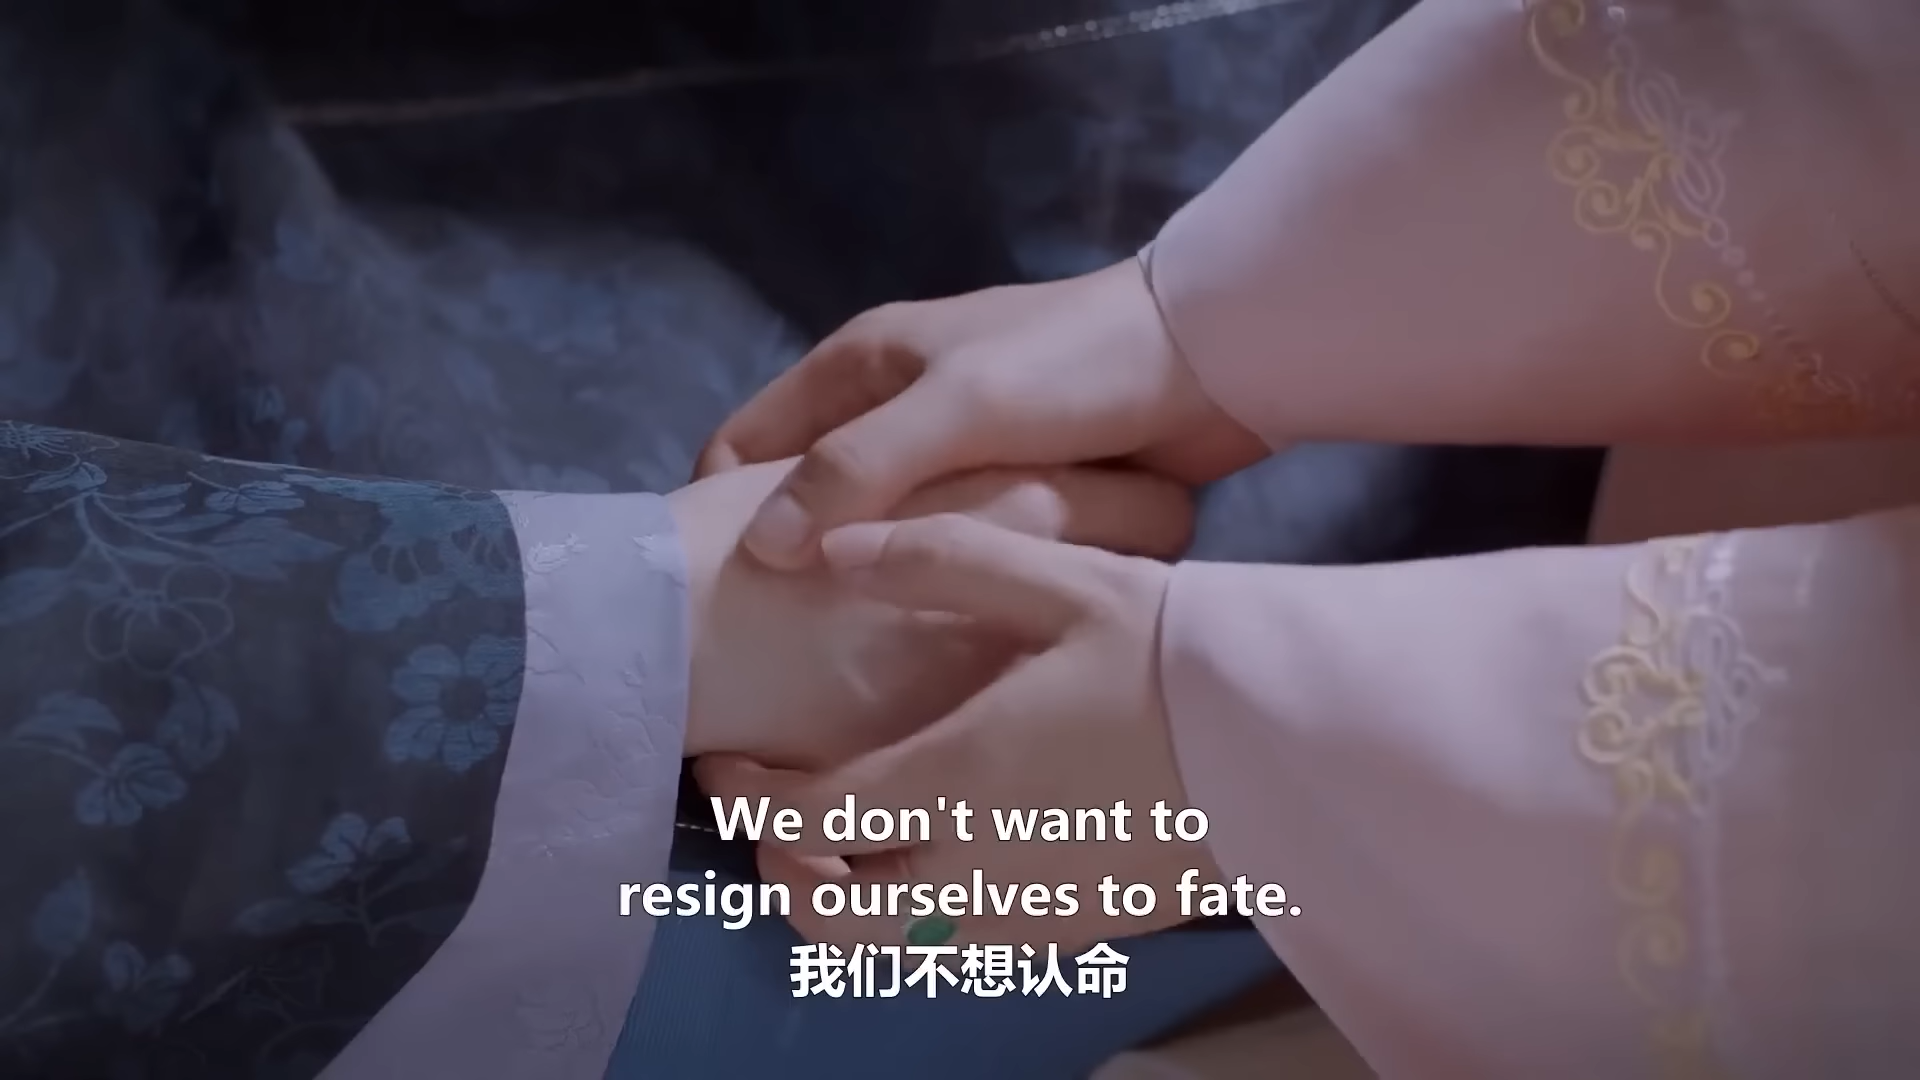 We don't want to
resign ourselves to fate.
我们不想认命